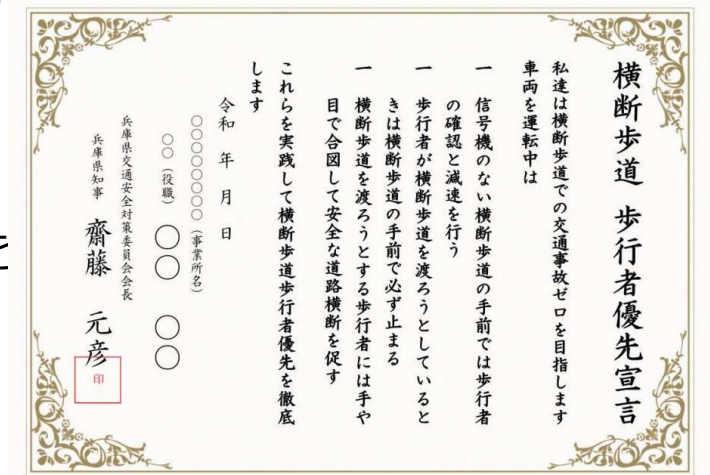 横断歩道 歩行者優先宣言
私達は横断歩道での交通事故ゼロを目指します
車両を運転中は
一 信号機のない横断歩道の手前では歩行者
の確認と減速を行う
一 歩行者が横断歩道を渡ろうとしていると
きは横断歩道の手前で必ず止まる
一 横断歩道を渡ろうとする歩行者には手や
目で合図して安全な道路横断を促す
これらを実践して横断歩道歩行者優先を徹底
します
令和 年 月 日
○○○○○○○○(事業所名)
○○(役職) ○○ ○○
兵庫県交通安全対策委員会会長
兵庫県知事 齋藤 元彦
印